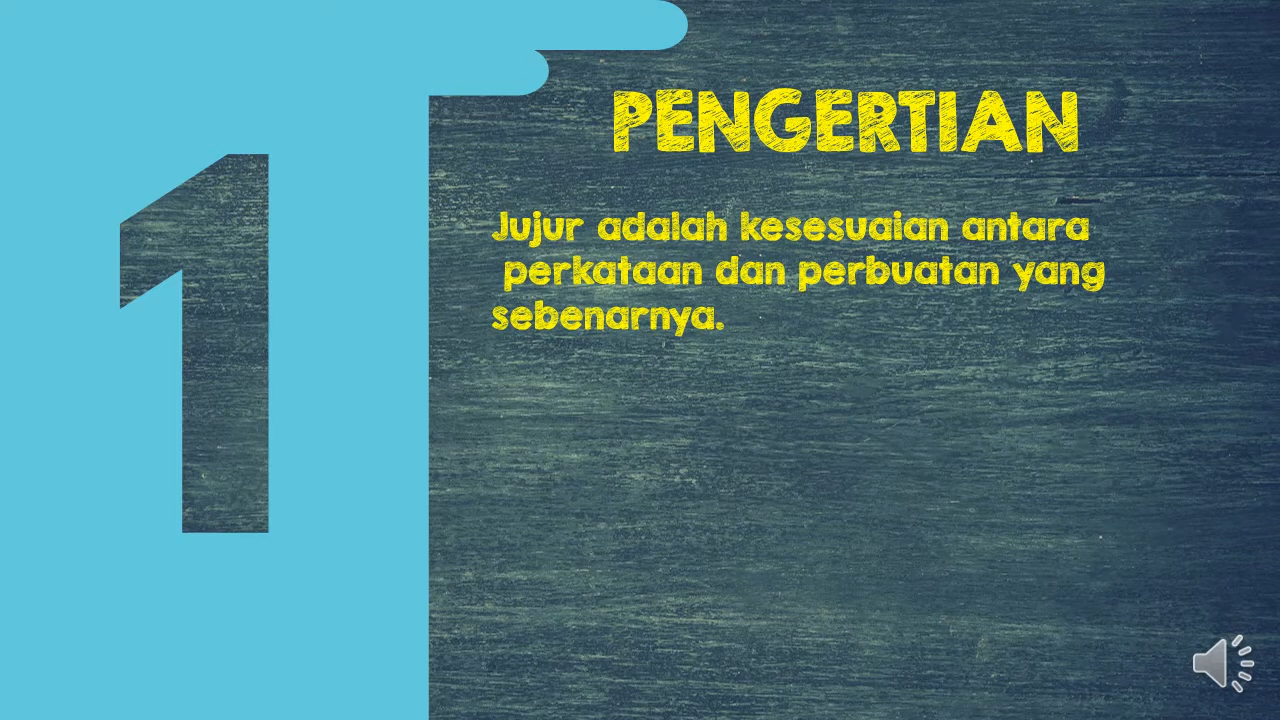 1
PENGERTIAN
Jujur adalah kesesuaian antara
perkataan dan perbuatan yang
sebenarnya.